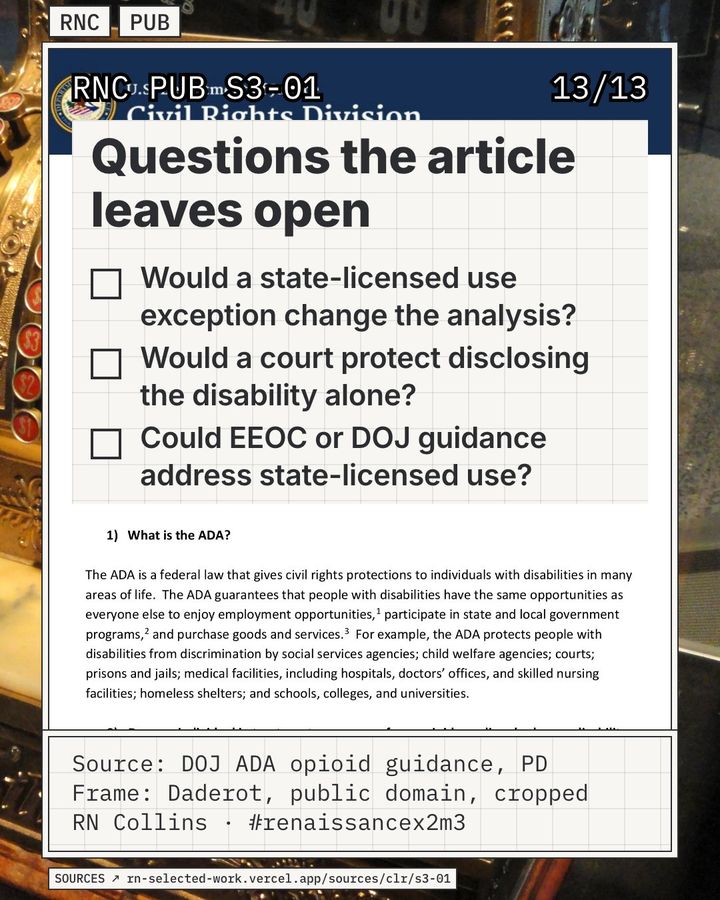 RNC PUB
RNC PUB S3-01 13/13
Civil Rights Division
Questions the article
leaves open
Would a state-licensed use
exception change the analysis?
Would a court protect disclosing
the disability alone?
Could EEOC or DOJ guidance
address state-licensed use?
1) What is the ADA?
The ADA is a federal law that gives civil rights protections to individuals with disabilities in many
areas of life. The ADA guarantees that people with disabilities have the same opportunities as
everyone else to enjoy employment opportunities,¹ participate in state and local government
programs,² and purchase goods and services.³ For example, the ADA protects people with
disabilities from discrimination by social services agencies; child welfare agencies; courts;
prisons and jails; medical facilities, including hospitals, doctors’ offices, and skilled nursing
facilities; homeless shelters; and schools, colleges, and universities.
Source: DOJ ADA opioid guidance, PD
Frame: Daderot, public domain, cropped
RN Collins · #renaissancex2m3
SOURCES ↗ rn-selected-work.vercel.app/sources/clr/s3-01